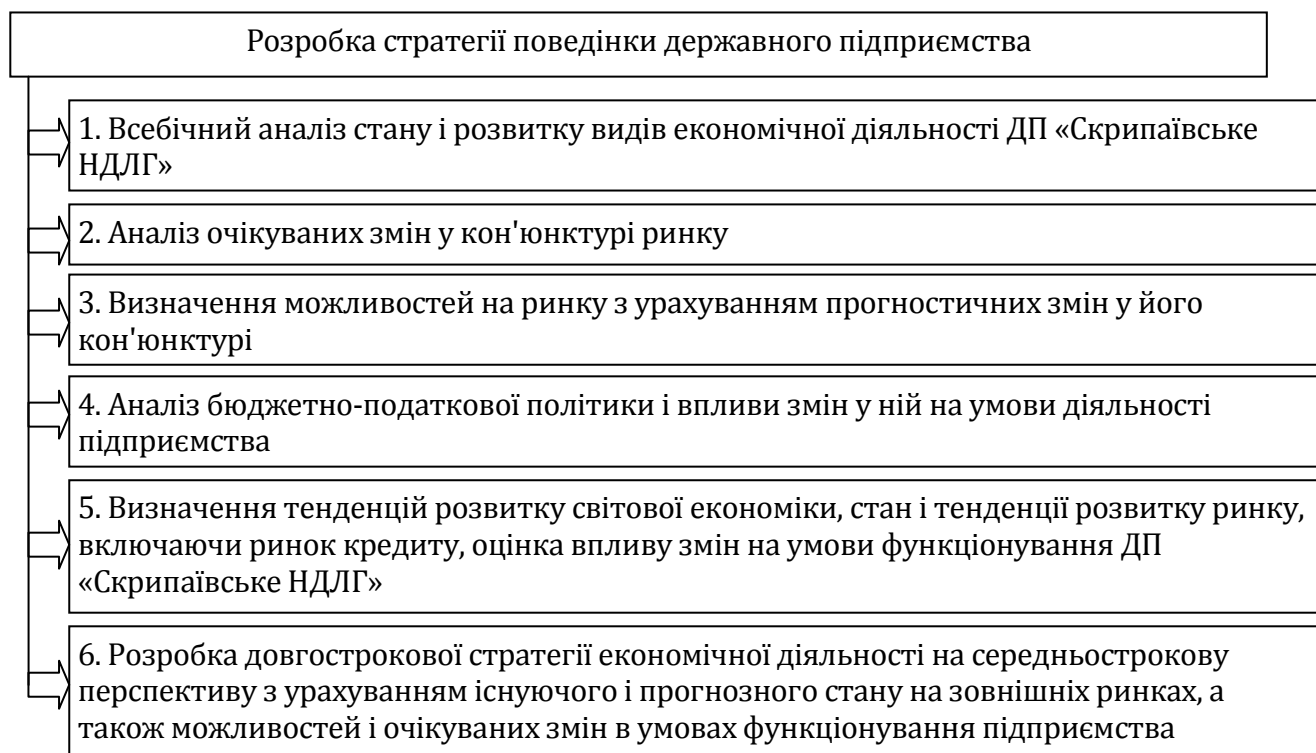 Розробка стратегії поведінки державного підприємства
1. Всебічний аналіз стану і розвитку видів економічної діяльності ДП «Скрипаївське
НДЛГ»
2. Аналіз очікуваних змін у кон'юнктурі ринку
3. Визначення можливостей на ринку з урахуванням прогностичних змін у його
кон'юнктурі
4. Аналіз бюджетно-податкової політики і впливи змін у ній на умови діяльності
підприємства
5. Визначення тенденцій розвитку світової економіки, стан і тенденції розвитку ринку,
включаючи ринок кредиту, оцінка впливу змін на умови функціонування ДП
«Скрипаївське НДЛГ»
6. Розробка довгострокової стратегії економічної діяльності на середньострокову
перспективу з урахуванням існуючого і прогнозного стану на зовнішніх ринках, а
також можливостей і очікуваних змін в умовах функціонування підприємства